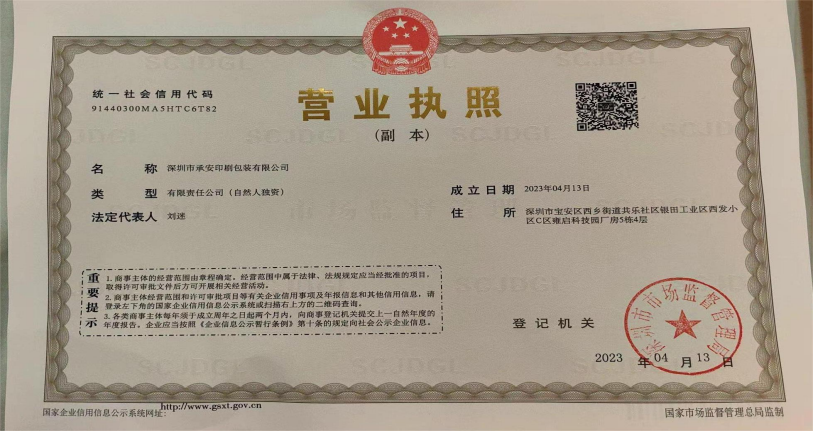 统一社会信用代码
91440300MA5HTC6T82
营业执照
(副 本)
名 称 深圳市承安印刷包装有限公司
类 型 有限责任公司（自然人独资）
法定代表人 刘迷
成立日期 2023年04月13日
住 所 深圳市宝安区西乡街道共乐社区银田工业区西发小
区C区雍启科技园厂房5栋4层
重要提示
1.商事主体的经营范围由章程确定。经营范围中属于法律、法规规定应当经批准的项目，
取得许可审批文件后方可开展相关经营活动。
2.商事主体经营范围和许可审批项目等有关企业信用事项及年报信息和其他信用信息，请
登录左下角的国家企业信用信息公示系统或扫描右上方的二维码查询。
3.各类商事主体每年须于成立周年之日起两个月内，向商事登记机关提交上一自然年度的
年度报告。企业应当按照《企业信息公示暂行条例》第十条的规定向社会公示企业信息。
登记机关
深圳市市场监督管理局
2023 年 04 月 13 日
国家企业信用信息公示系统网址: http://www.gsxt.gov.cn
国家市场监督管理总局监制
SCJDGL
市场监督管理